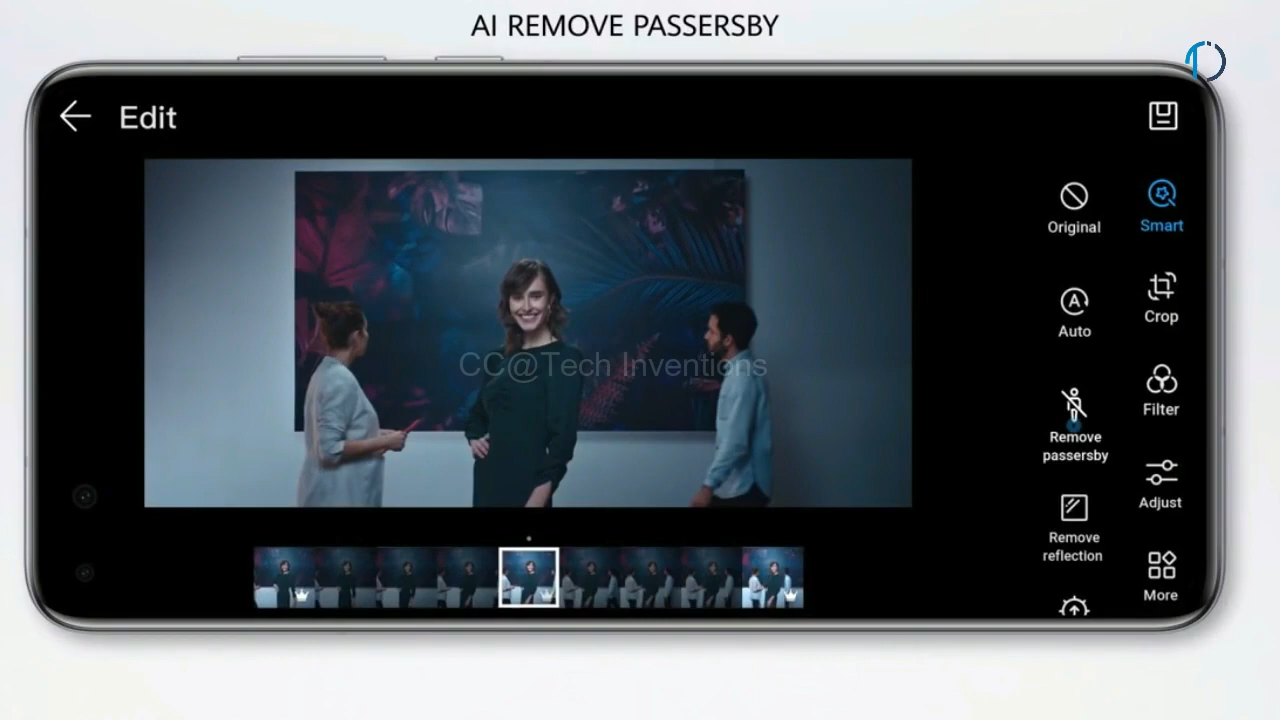 AI REMOVE PASSERSBY
Edit
Original
Smart
Auto
Crop
CC@Tech Inventions
Remove
passersby
Filter
Remove
reflection
Adjust
More